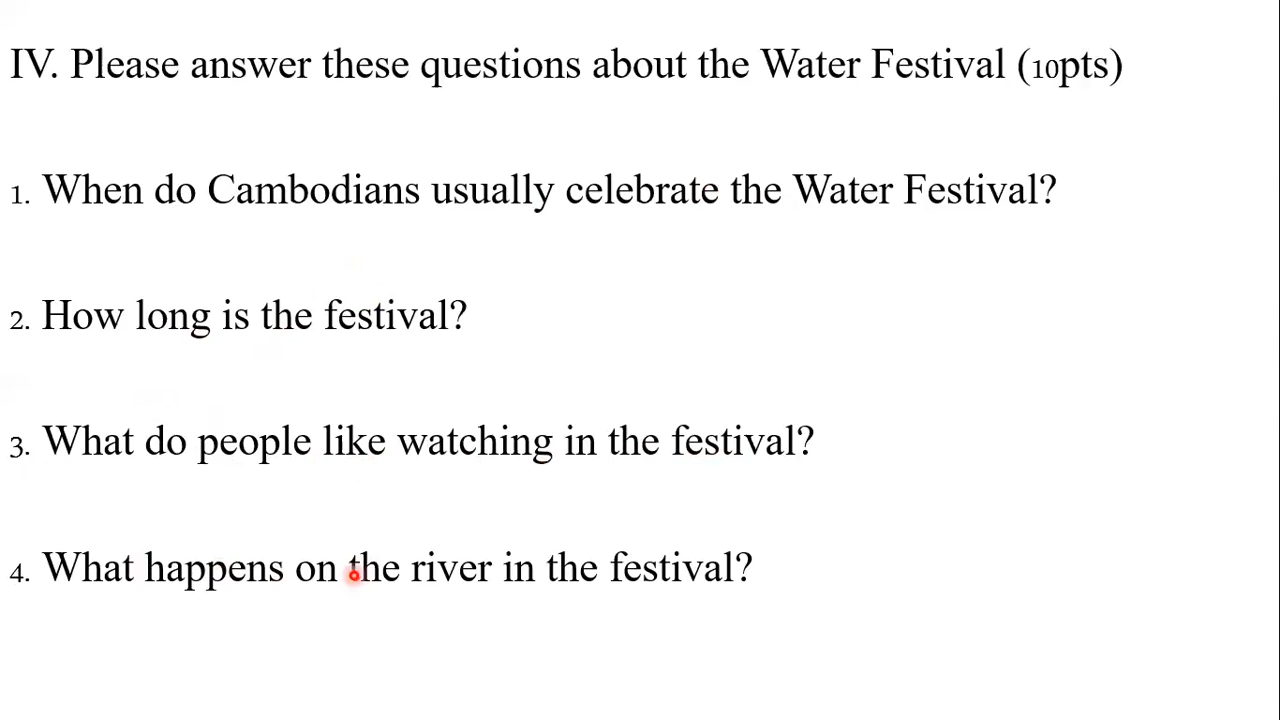 IV. Please answer these questions about the Water Festival (10pts)
1. When do Cambodians usually celebrate the Water Festival?
2. How long is the festival?
3. What do people like watching in the festival?
4. What happens on the river in the festival?